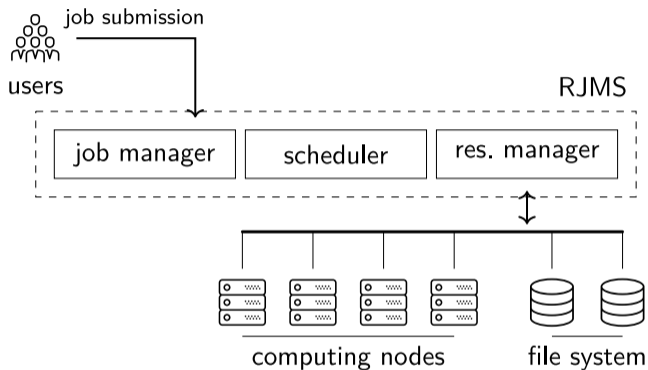 job submission
users
RJMS
job manager
scheduler
res. manager
computing nodes
file system